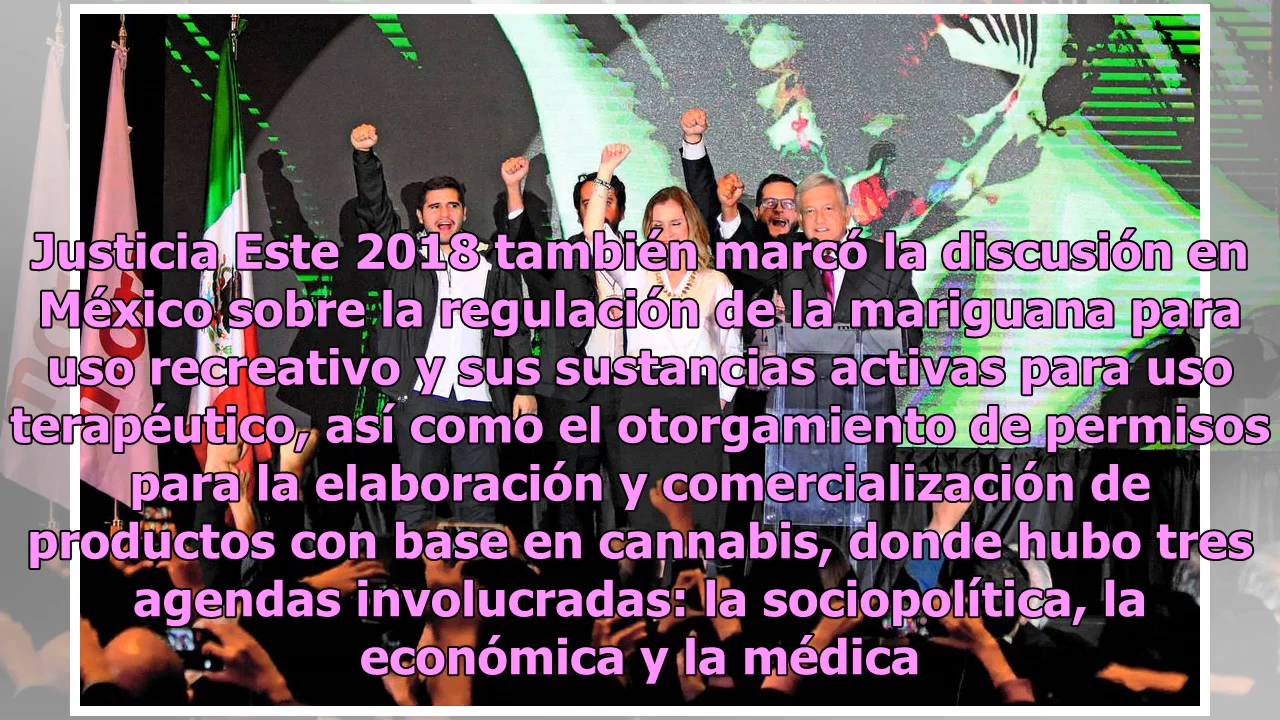 Justicia Este 2018 también marcó la discusión en
México sobre la regulación de la mariguana para
uso recreativo y sus sustancias activas para uso
terapéutico, así como el otorgamiento de permisos
para la elaboración y comercialización de
productos con base en cannabis, donde hubo tres
agendas involucradas: la sociopolítica, la
económica y la médica